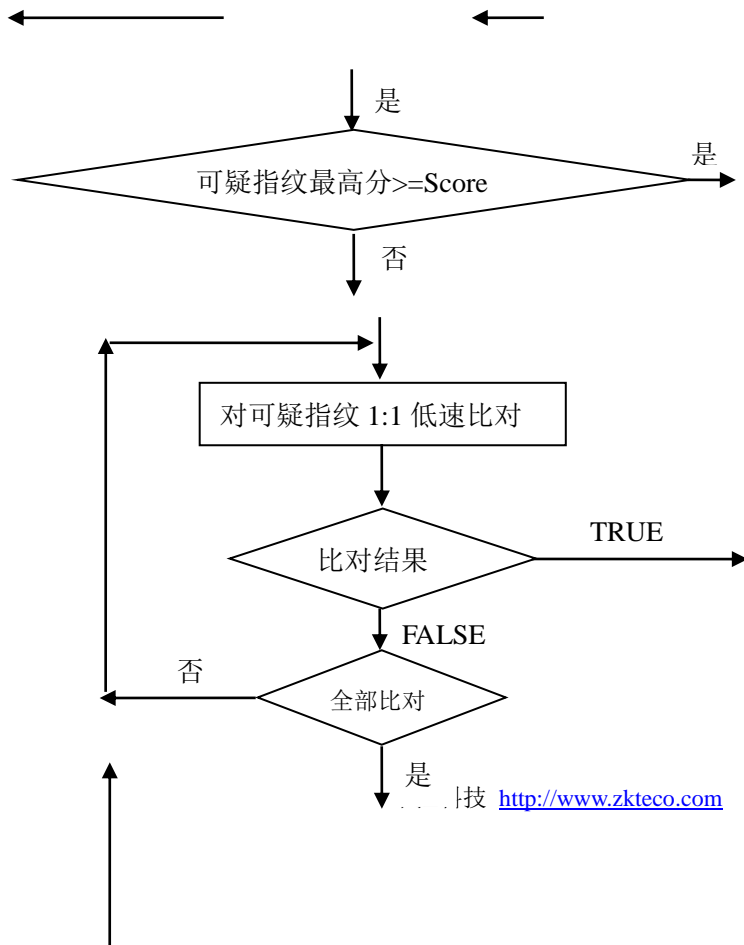 是
可疑指纹最高分>=Score
是
否
对可疑指纹 1:1 低速比对
比对结果
TRUE
FALSE
全部比对
否
是
技 http://www.zkteco.com